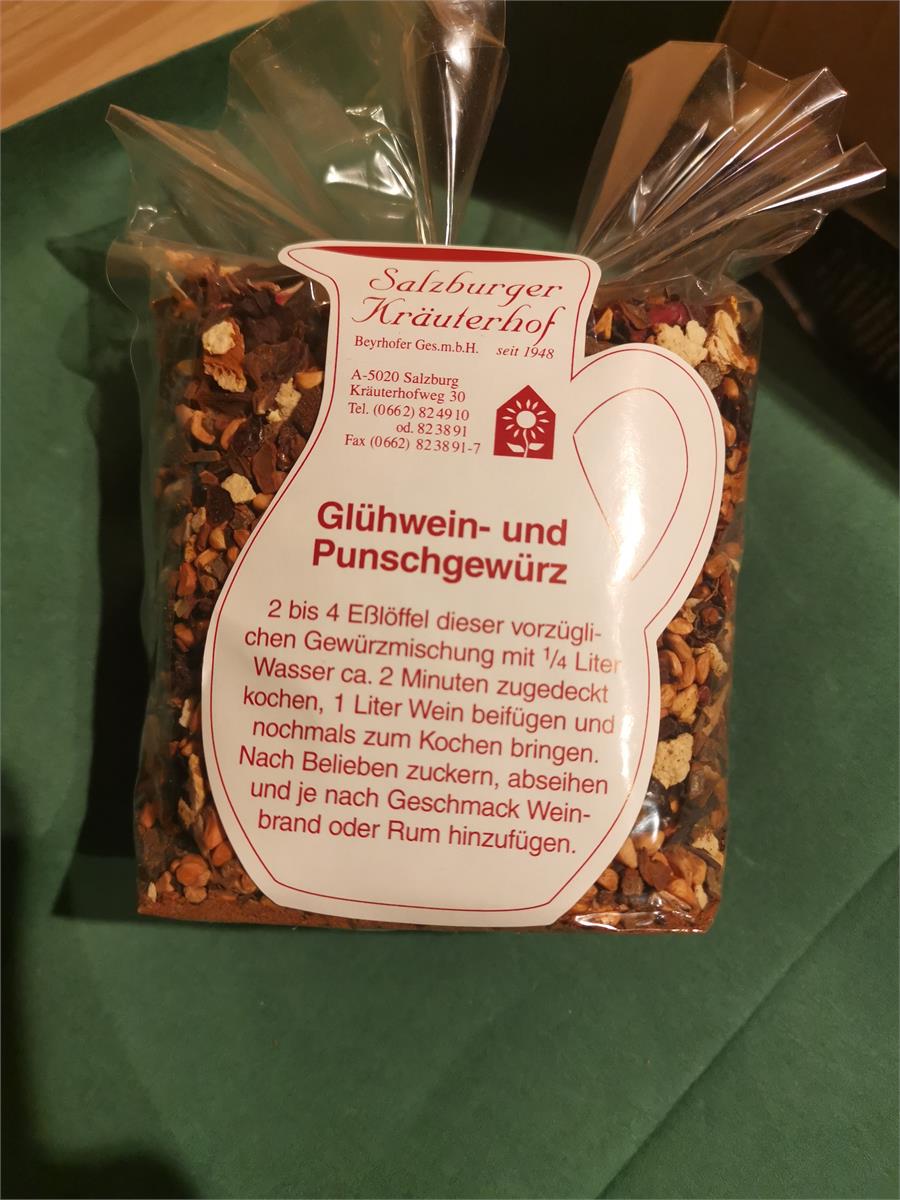 Salzburger
Kräuterhof
Beyrhofer Ges.m.b.H. seit 1948
A-5020 Salzburg
Kräuterhofweg 30
Tel. (0662) 824910
od. 823891
Fax (0662) 823891-7
Glühwein- und
Punschgewürz
2 bis 4 Eßlöffel dieser vorzügli-
chen Gewürzmischung mit 1/4 Liter
Wasser ca. 2 Minuten zugedeckt
kochen, 1 Liter Wein beifügen und
nochmals zum Kochen bringen.
Nach Belieben zuckern, abseihen
und je nach Geschmack Wein-
brand oder Rum hinzufügen.